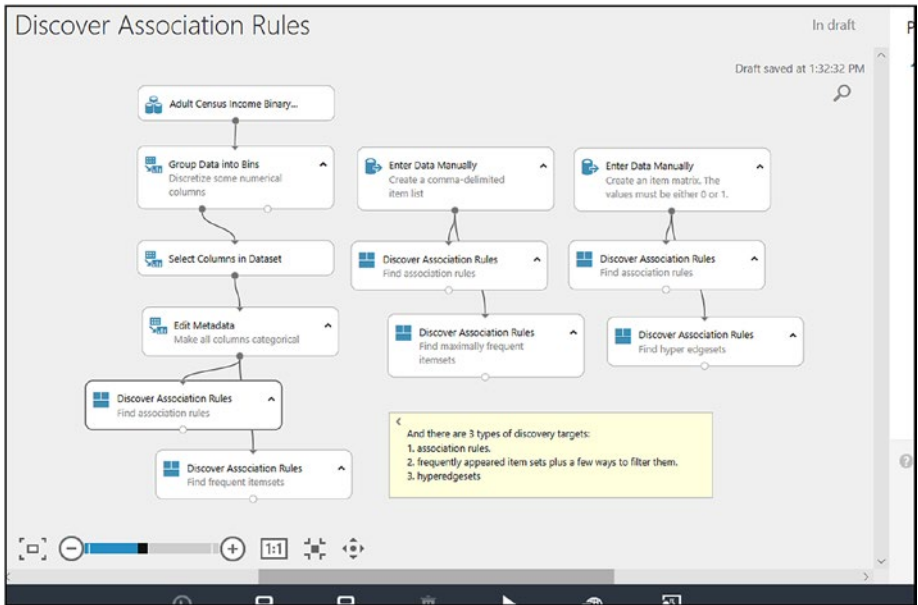 Discover Association Rules
In draft
P
Draft saved at 1:32:32 PM
Adult Census Income Binary...
Group Data into Bins
Discretize some numerical
columns
Select Columns in Dataset
Edit Metadata
Make all columns categorical
Discover Association Rules
Find association rules
Discover Association Rules
Find frequent itemsets
Enter Data Manually
Create a comma-delimited
item list
Discover Association Rules
Find association rules
Discover Association Rules
Find maximally frequent
itemsets
Enter Data Manually
Create an item matrix. The
values must be either 0 or 1.
Discover Association Rules
Find association rules
Discover Association Rules
Find hyper edgesets
And there are 3 types of discovery targets:
1. association rules.
2. frequently appeared item sets plus a few ways to filter them.
3. hyperedgesets
1:1